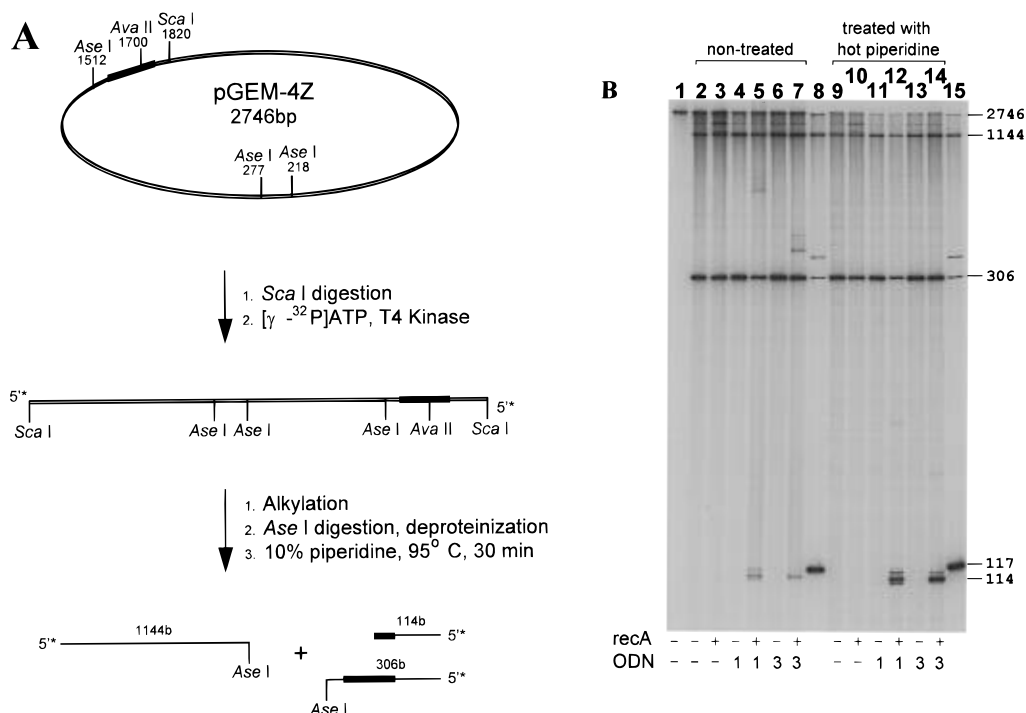 A
Ase I
1512
Ava II
1700
Sca I
1820
pGEM-4Z
2746bp
Ase I
277
Ase I
218
1. Sca I digestion
2. [γ -³²P]ATP, T4 Kinase
5'*
5'*
Sca I
Ase I
Ase I
Ase I
Ava II
Sca I
1. Alkylation
2. Ase I digestion, deproteinization
3. 10% piperidine, 95° C, 30 min
5'*
1144b
Ase I
+
114b
5'*
306b
5'*
Ase I
B
non-treated
treated with
hot piperidine
1 2 3 4 5 6 7 8 9 10 11 12 13 14 15
2746
1144
306
117
114
recA - + - + - + - + - + - +
ODN - - 1 1 3 3 - - 1 1 3 3